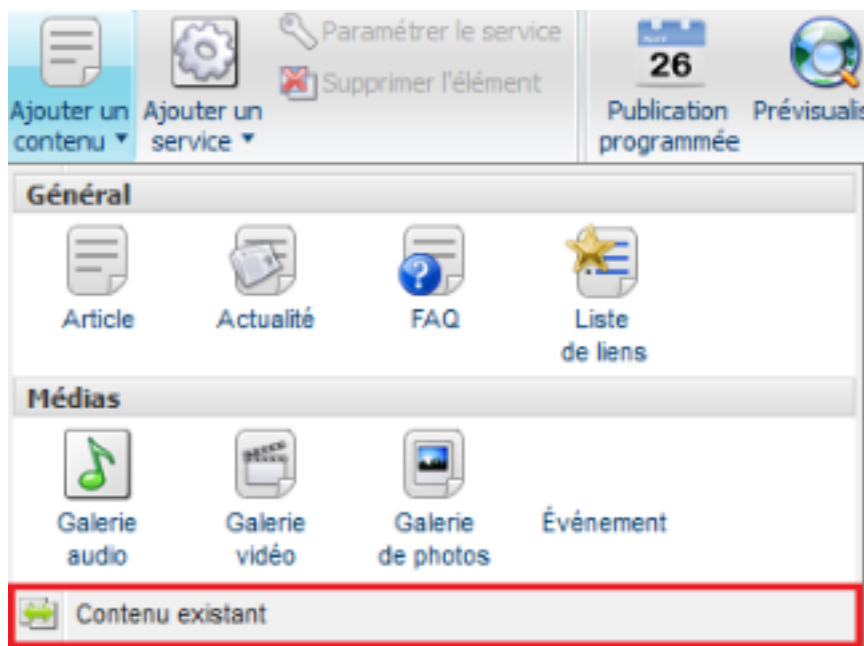 Paramétrer le service
Supprimer l'élément
Ajouter un
contenu
Ajouter un
service
26
Publication
programmée
Prévisualis
Général
Article
Actualité
FAQ
Liste
de liens
Médias
Galerie
audio
Galerie
vidéo
Galerie
de photos
Événement
Contenu existant